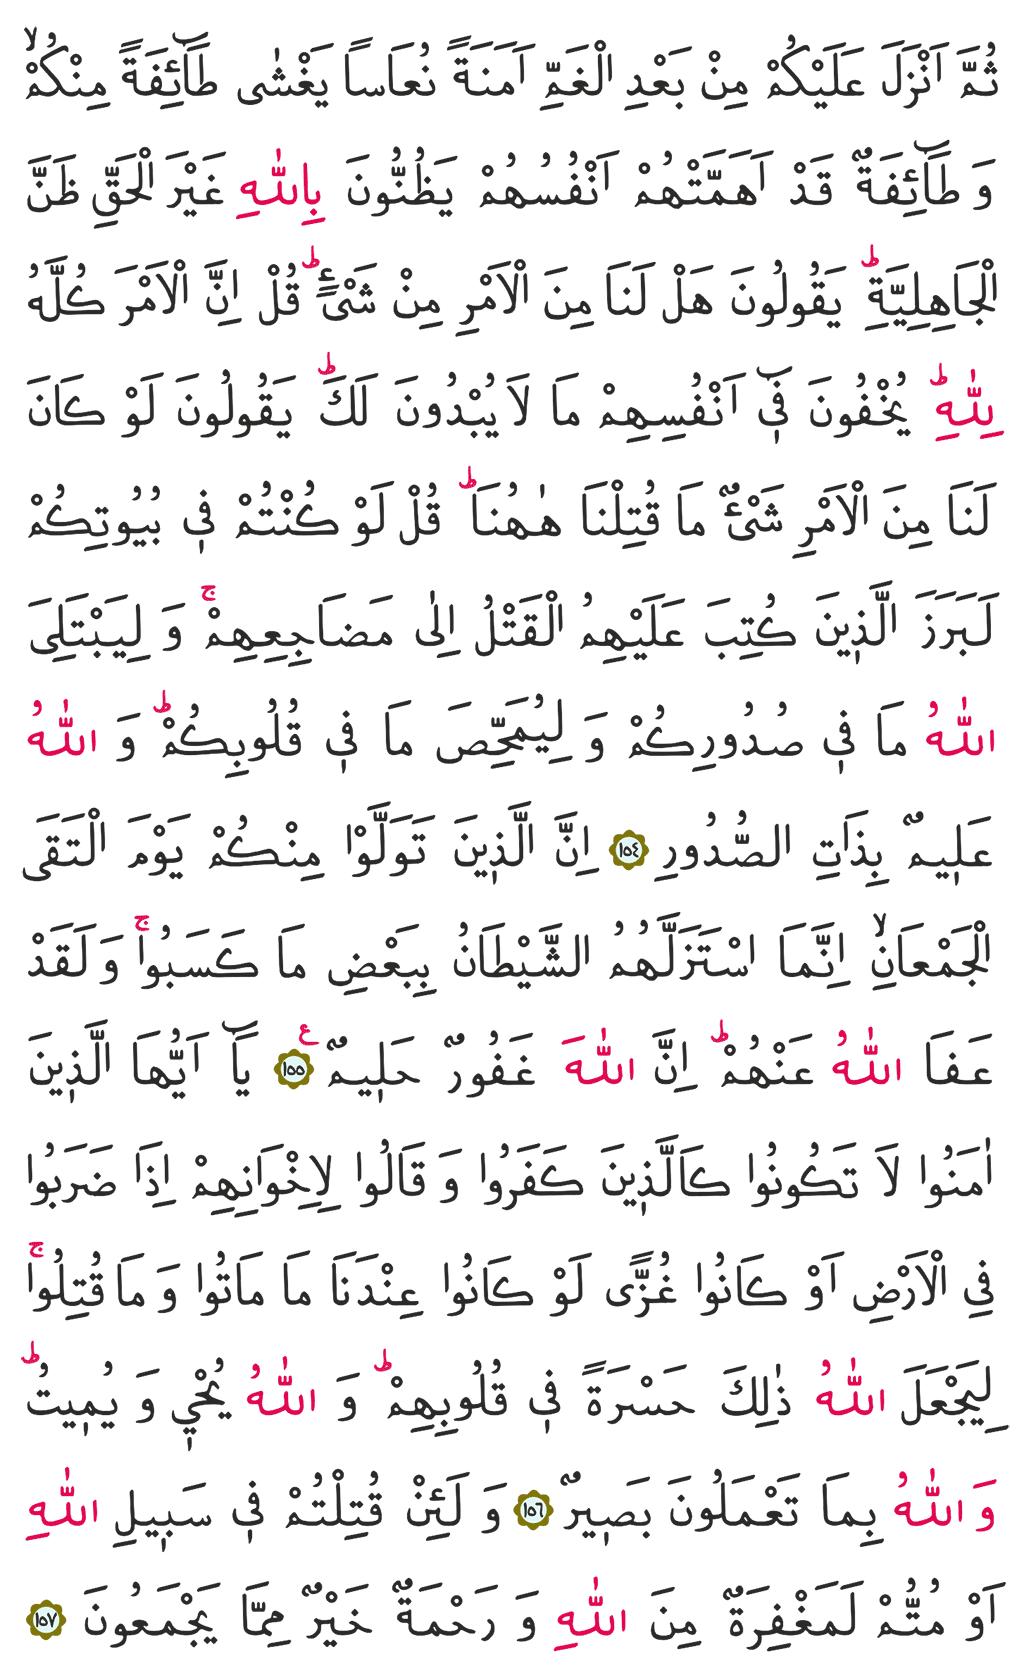 ثُمَّ اَنْزَلَ عَلَيْكُمْ مِنْ بَعْدِ الْغَمِّ اَمَنَةً نُعَاساً يَغْشٰى طَٓائِفَةً مِنْكُمْۙ
وَ طَٓائِفَةٌ قَدْ اَهَمَّتْهُمْ اَنْفُسُهُمْ يَظُنُّونَ بِاللّٰهِ غَيْرَ الْحَقِّ ظَنَّ
الْجَاهِلِيَّةِۜ يَقُولُونَ هَلْ لَنَا مِنَ الْاَمْرِ مِنْ شَيْءٍۜ قُلْ اِنَّ الْاَمْرَ كُلَّهُ
لِلّٰهِۜ يُخْفُونَ ف۪ٓي اَنْفُسِهِمْ مَا لَا يُبْدُونَ لَكَۜ يَقُولُونَ لَوْ كَانَ
لَنَا مِنَ الْاَمْرِ شَيْءٌ مَا قُتِلْنَا هٰهُنَاۜ قُلْ لَوْ كُنْتُمْ ف۪ي بُيُوتِكُمْ
لَبَرَزَ الَّذ۪ينَ كُتِبَ عَلَيْهِمُ الْقَتْلُ اِلٰى مَضَاجِعِهِمْۚ وَ لِيَبْتَلِيَ
اللّٰهُ مَا ف۪ي صُدُورِكُمْ وَ لِيُمَحِّصَ مَا ف۪ي قُلُوبِكُمْۜ وَ اللّٰهُ
عَل۪يمٌ بِذَاتِ الصُّدُورِ ﴿١٥٤﴾ اِنَّ الَّذ۪ينَ تَوَلَّوْا مِنْكُمْ يَوْمَ الْتَقَى
الْجَمْعَانِۙ اِنَّمَا اسْتَزَلَّهُمُ الشَّيْطَانُ بِبَعْضِ مَا كَسَبُواۚ وَ لَقَدْ
عَفَا اللّٰهُ عَنْهُمْۜ اِنَّ اللّٰهَ غَفُورٌ حَل۪يمٌ۟ ﴿١٥٥﴾ يَٓا اَيُّهَا الَّذ۪ينَ
اٰمَنُوا لَا تَكُونُوا كَالَّذ۪ينَ كَفَرُوا وَ قَالُوا لِاِخْوَانِهِمْ اِذَا ضَرَبُوا
فِي الْاَرْضِ اَوْ كَانُوا غُزًّى لَوْ كَانُوا عِنْدَنَا مَا مَاتُوا وَ مَا قُتِلُواۚ
لِيَجْعَلَ اللّٰهُ ذٰلِكَ حَسْرَةً ف۪ي قُلُوبِهِمْۜ وَ اللّٰهُ يُحْي۪ وَ يُم۪يتُۜ
وَ اللّٰهُ بِمَا تَعْمَلُونَ بَص۪يرٌ ﴿١٥٦﴾ وَ لَئِنْ قُتِلْتُمْ ف۪ي سَب۪يلِ اللّٰهِ
اَوْ مُتُّمْ لَمَغْفِرَةٌ مِنَ اللّٰهِ وَ رَحْمَةٌ خَيْرٌ مِمَّا يَجْمَعُونَ ﴿١٥٧﴾